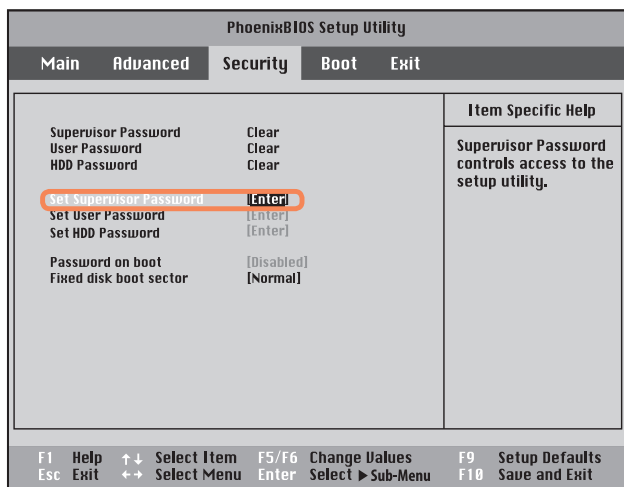 PhoenixBIOS Setup Utility
Main Advanced Security Boot Exit
Supervisor Password Clear
User Password Clear
HDD Password Clear
Set Supervisor Password [Enter]
Set User Password [Enter]
Set HDD Password [Enter]
Password on boot [Disabled]
Fixed disk boot sector [Normal]
Item Specific Help
Supervisor Password
controls access to the
setup utility.
F1 Help ↑↓ Select Item F5/F6 Change Values F9 Setup Defaults
Esc Exit ←→ Select Menu Enter Select ▶ Sub-Menu F10 Save and Exit